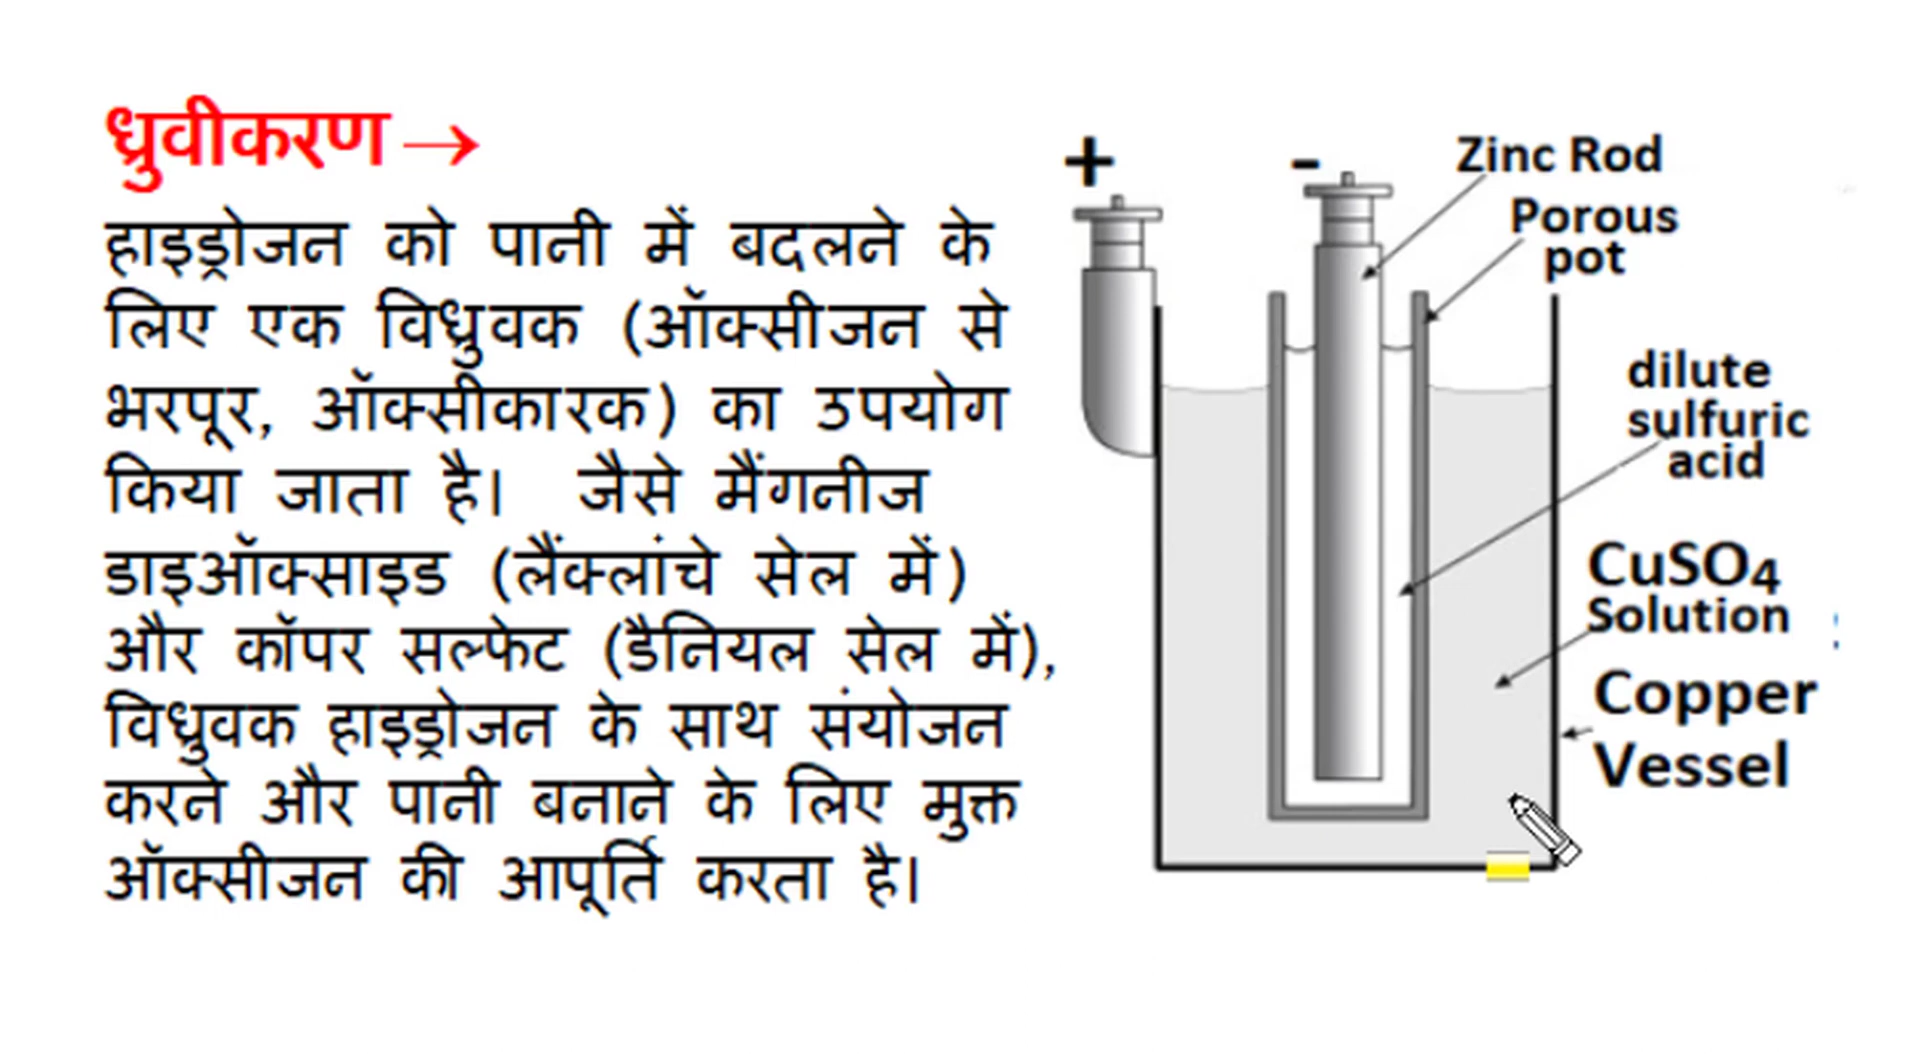 ध्रुवीकरण →
हाइड्रोजन को पानी में बदलने के
लिए एक विध्रुवक (ऑक्सीजन से
भरपूर, ऑक्सीकारक) का उपयोग
किया जाता है। जैसे मैंगनीज
डाइऑक्साइड (लैंक्लांचे सेल में)
और कॉपर सल्फेट (डैनियल सेल में),
विध्रुवक हाइड्रोजन के साथ संयोजन
करने और पानी बनाने के लिए मुक्त
ऑक्सीजन की आपूर्ति करता है।
+
-
Zinc Rod
Porous
pot
dilute
sulfuric
acid
CuSO₄
Solution
Copper
Vessel